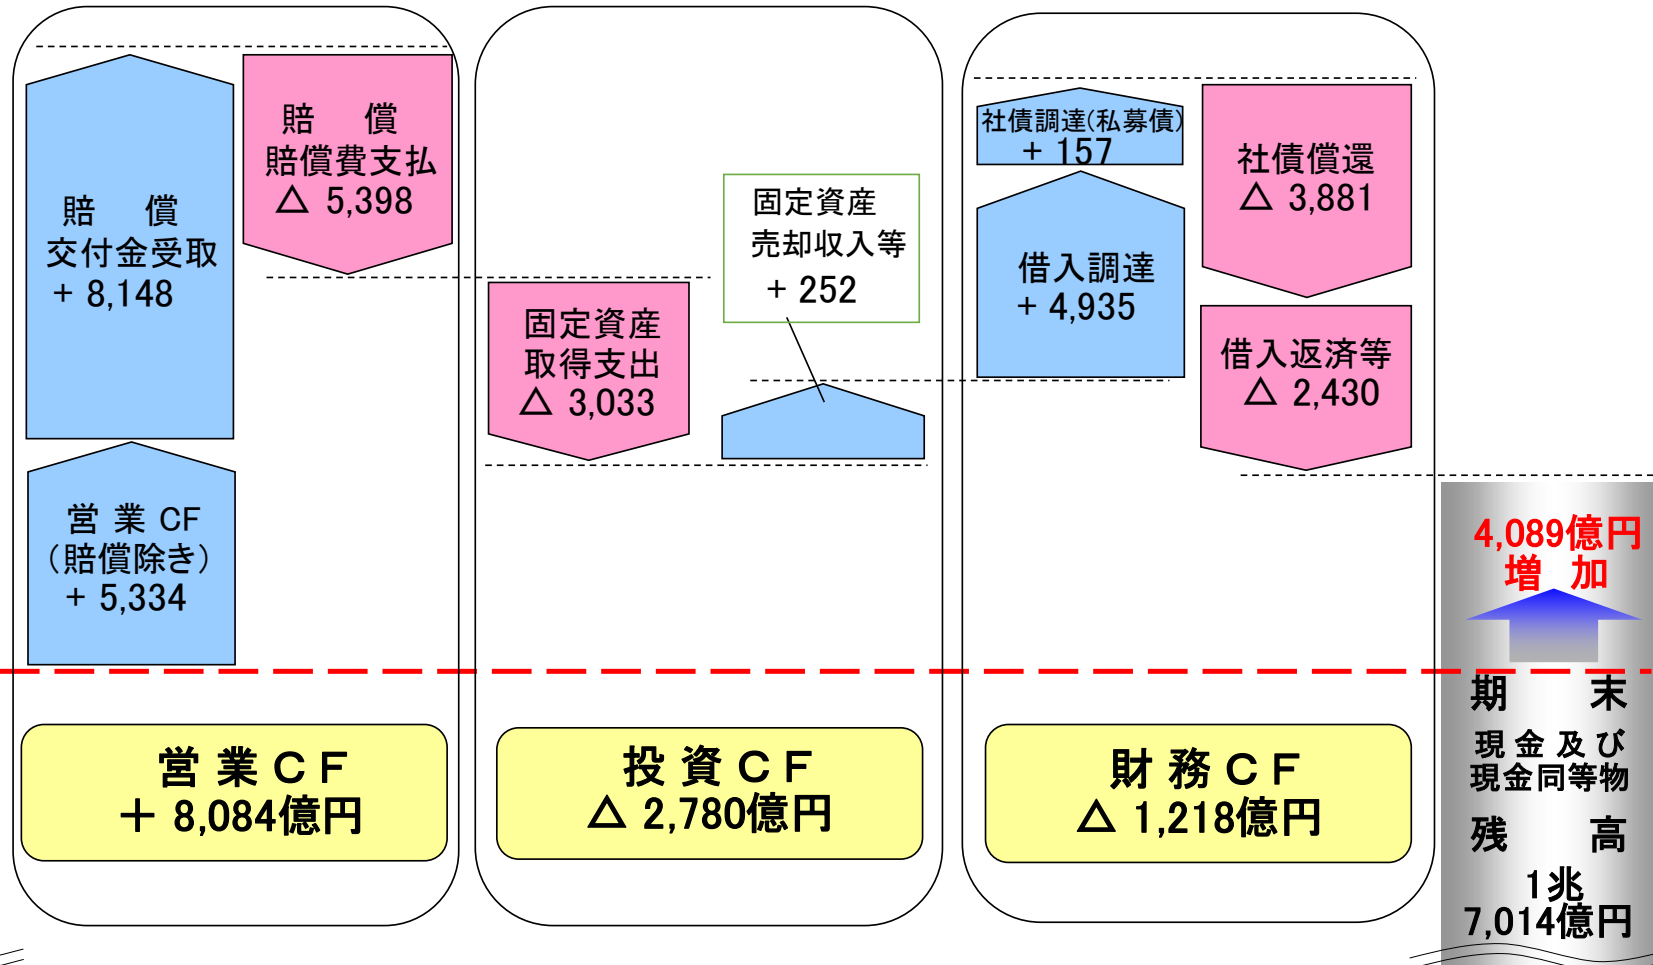 賠 償
交付金受取
+ 8,148
営 業 CF
(賠償除き)
+ 5,334
賠 償
賠償費支払
△ 5,398
営 業 C F
＋ 8,084億円
固定資産
取得支出
△ 3,033
固定資産
売却収入等
+ 252
投 資 C F
△ 2,780億円
社債調達(私募債)
+ 157
借入調達
+ 4,935
社債償還
△ 3,881
借入返済等
△ 2,430
財 務 C F
△ 1,218億円
4,089億円
増 加
期 末
現 金 及 び
現金同等物
残 高
1兆
7,014億円